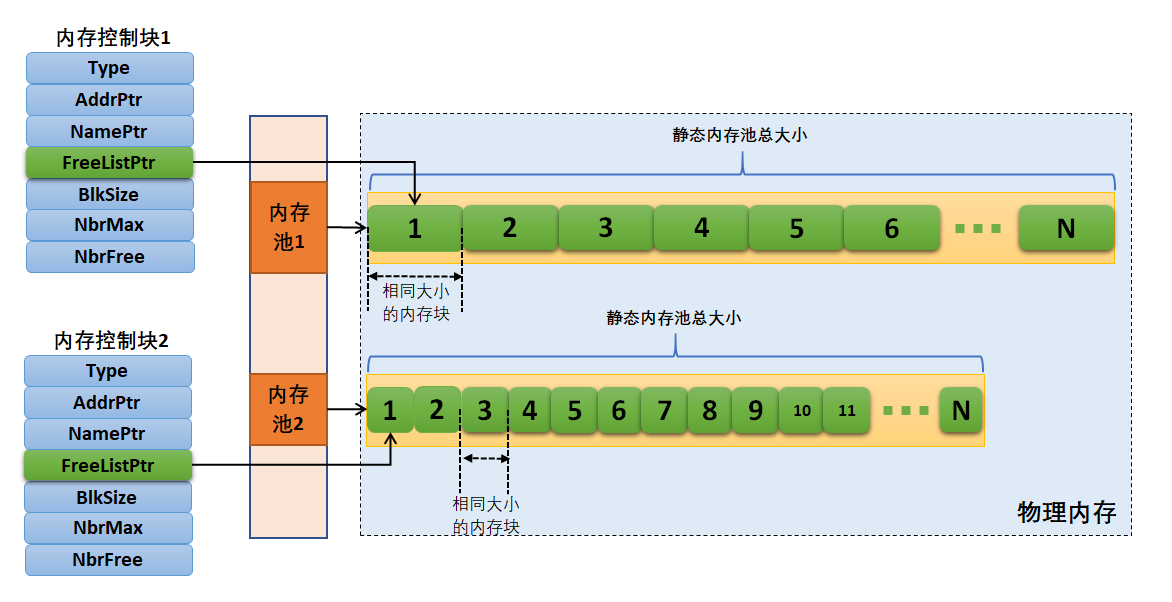 内存控制块1
Type
AddrPtr
NamePtr
FreeListPtr
BlkSize
NbrMax
NbrFree
内存
池1
静态内存池总大小
1 2 3 4 5 6 ... N
相同大小
的内存块
内存控制块2
Type
AddrPtr
NamePtr
FreeListPtr
BlkSize
NbrMax
NbrFree
内存
池2
静态内存池总大小
1 2 3 4 5 6 7 8 9 10 11 ... N
相同大小
的内存块
物理内存